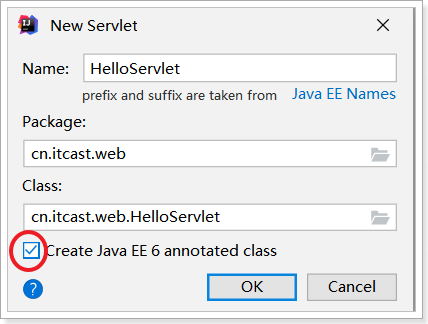 New Servlet
Name: HelloServlet
prefix and suffix are taken from Java EE Names
Package:
cn.itcast.web
Class:
cn.itcast.web.HelloServlet
Create Java EE 6 annotated class
? OK Cancel